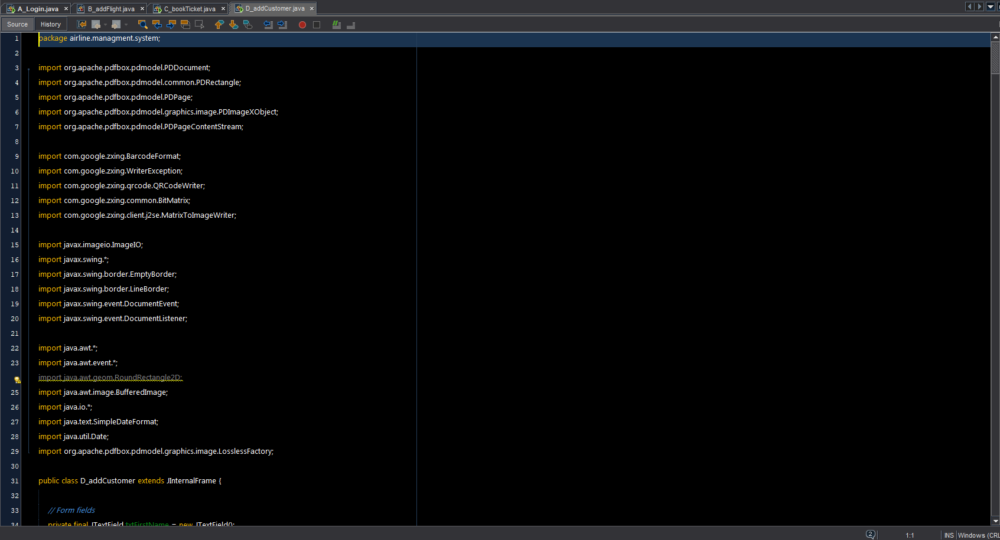 A_Login.java × B_addFlight.java × C_bookTicket.java × D_addCustomer.java ×
Source History
1 package airline.managment.system;
2
3 import org.apache.pdfbox.pdmodel.PDDocument;
4 import org.apache.pdfbox.pdmodel.common.PDRectangle;
5 import org.apache.pdfbox.pdmodel.PDPage;
6 import org.apache.pdfbox.pdmodel.graphics.image.PDImageXObject;
7 import org.apache.pdfbox.pdmodel.PDPageContentStream;
8
9 import com.google.zxing.BarcodeFormat;
10 import com.google.zxing.WriterException;
11 import com.google.zxing.qrcode.QRCodeWriter;
12 import com.google.zxing.common.BitMatrix;
13 import com.google.zxing.client.j2se.MatrixToImageWriter;
14
15 import javax.imageio.ImageIO;
16 import javax.swing.*;
17 import javax.swing.border.EmptyBorder;
18 import javax.swing.border.LineBorder;
19 import javax.swing.event.DocumentEvent;
20 import javax.swing.event.DocumentListener;
21
22 import java.awt.*;
23 import java.awt.event.*;
import java.awt.geom.RoundRectangle2D;
25 import java.awt.image.BufferedImage;
26 import java.io.*;
27 import java.text.SimpleDateFormat;
28 import java.util.Date;
29 import org.apache.pdfbox.pdmodel.graphics.image.LosslessFactory;
30
31 public class D_addCustomer extends JInternalFrame {
32
33 // Form fields
34 private final JTextField txtFirstName = new JTextField();
2 1:1 INS Windows (CRL